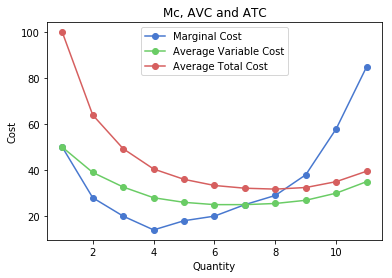 Mc, AVC and ATC
Marginal Cost
Average Variable Cost
Average Total Cost
100
80
60
40
20
Cost
2
4
6
8
10
Quantity